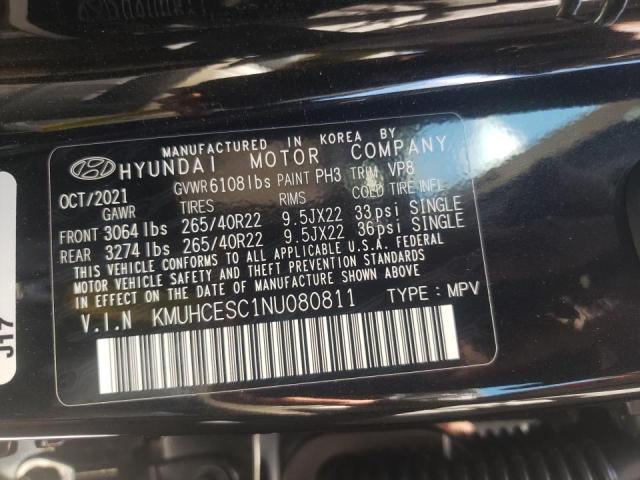 MANUFACTURED IN KOREA BY
HYUNDAI MOTOR COMPANY
OCT/2021 GVWR 6108lbs PAINT PH3 TRIM VP8
GAWR TIRES RIMS COLD TIRE INFL.
FRONT 3064 lbs 265/40R22 9.5JX22 33psi SINGLE
REAR 3274 lbs 265/40R22 9.5JX22 36psi SINGLE
THIS VEHICLE CONFORMS TO ALL APPLICABLE U.S.A. FEDERAL
MOTOR VEHICLE SAFETY AND THEFT PREVENTION STANDARDS
IN EFFECT ON THE DATE OF MANUFACTURE SHOWN ABOVE.
V.I.N KMUHCESC1NU080811 TYPE : MPV
J17